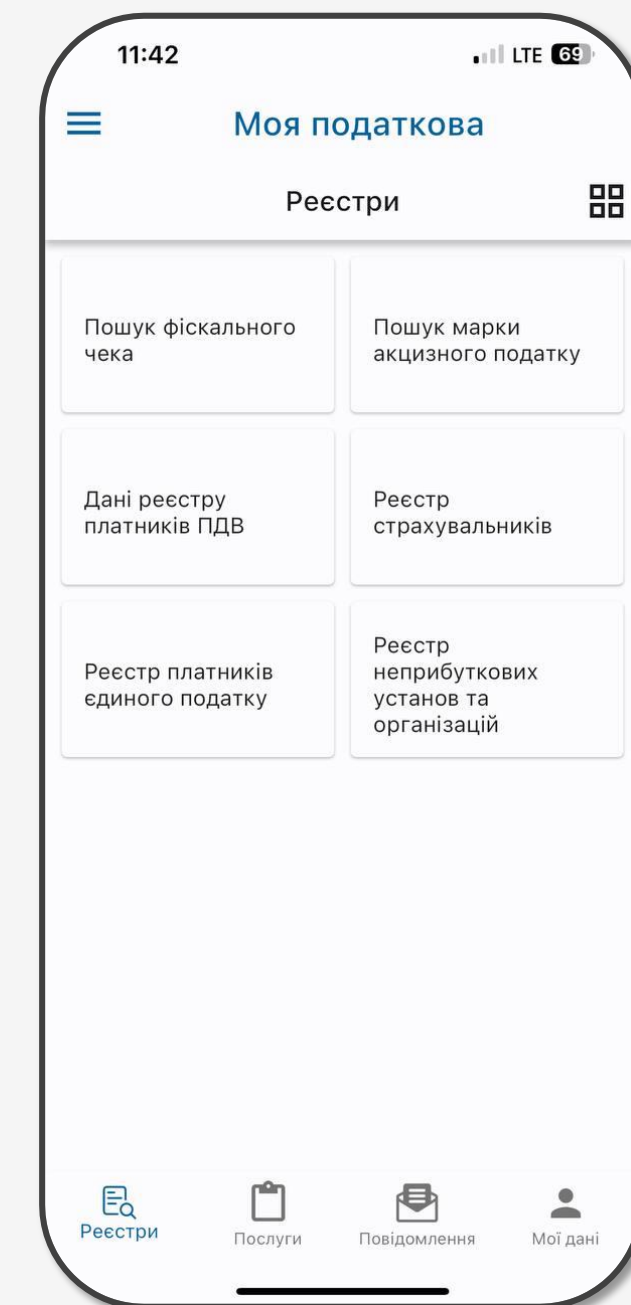 11:42
LTE 69
Моя податкова
Реєстри
Пошук фіскального
чека
Пошук марки
акцизного податку
Дані реєстру
платників ПДВ
Реєстр
страхувальників
Реєстр платників
єдиного податку
Реєстр
неприбуткових
установ та
організацій
Реєстри
Послуги
Повідомлення
Мої дані